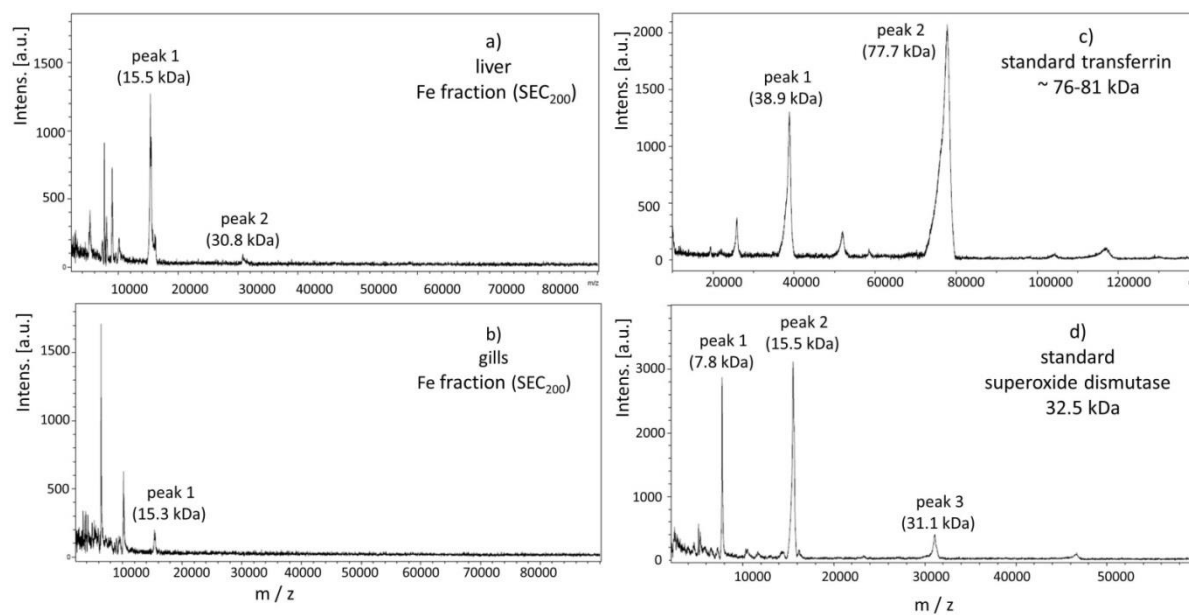 Intens. [a.u.]
1500
1000
500
0
peak 1
(15.5 kDa)
peak 2
(30.8 kDa)
a)
liver
Fe fraction (SEC₂₀₀)
10000 20000 30000 40000 50000 60000 70000 80000 m/z
Intens. [a.u.]
1500
1000
500
0
peak 1
(15.3 kDa)
b)
gills
Fe fraction (SEC₂₀₀)
10000 20000 30000 40000 50000 60000 70000 80000
m / z
Intens. [a.u.]
2000
1500
1000
500
0
peak 1
(38.9 kDa)
peak 2
(77.7 kDa)
c)
standard transferrin
~ 76-81 kDa
20000 40000 60000 80000 100000 120000
Intens. [a.u.]
3000
2000
1000
0
peak 1
(7.8 kDa)
peak 2
(15.5 kDa)
peak 3
(31.1 kDa)
d)
standard
superoxide dismutase
32.5 kDa
10000 20000 30000 40000 50000
m / z